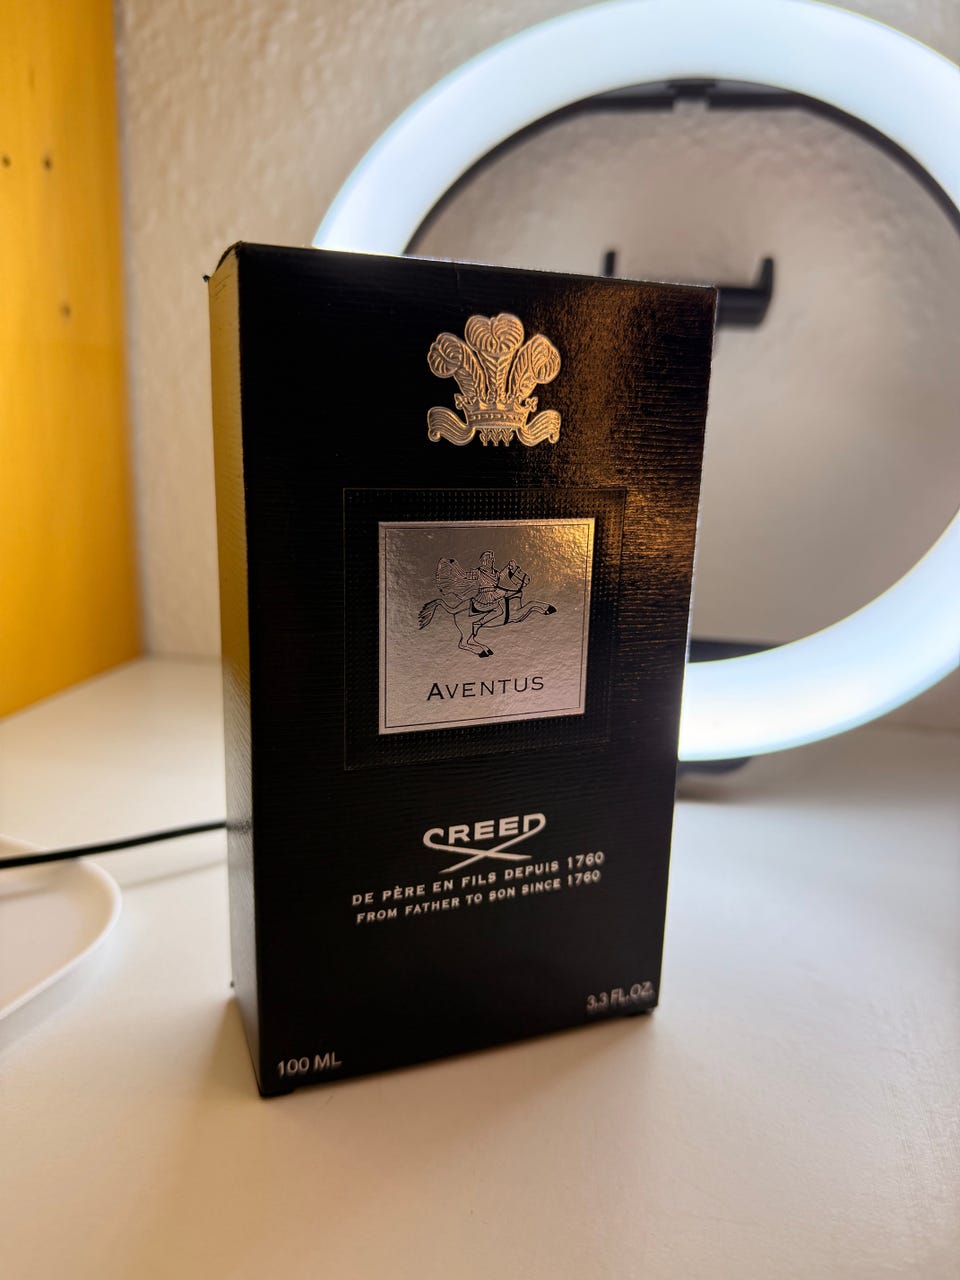 AVENTUS
CREED
DE PÈRE EN FILS DEPUIS 1760
FROM FATHER TO SON SINCE 1760
3.3 FL. OZ.
100 ML